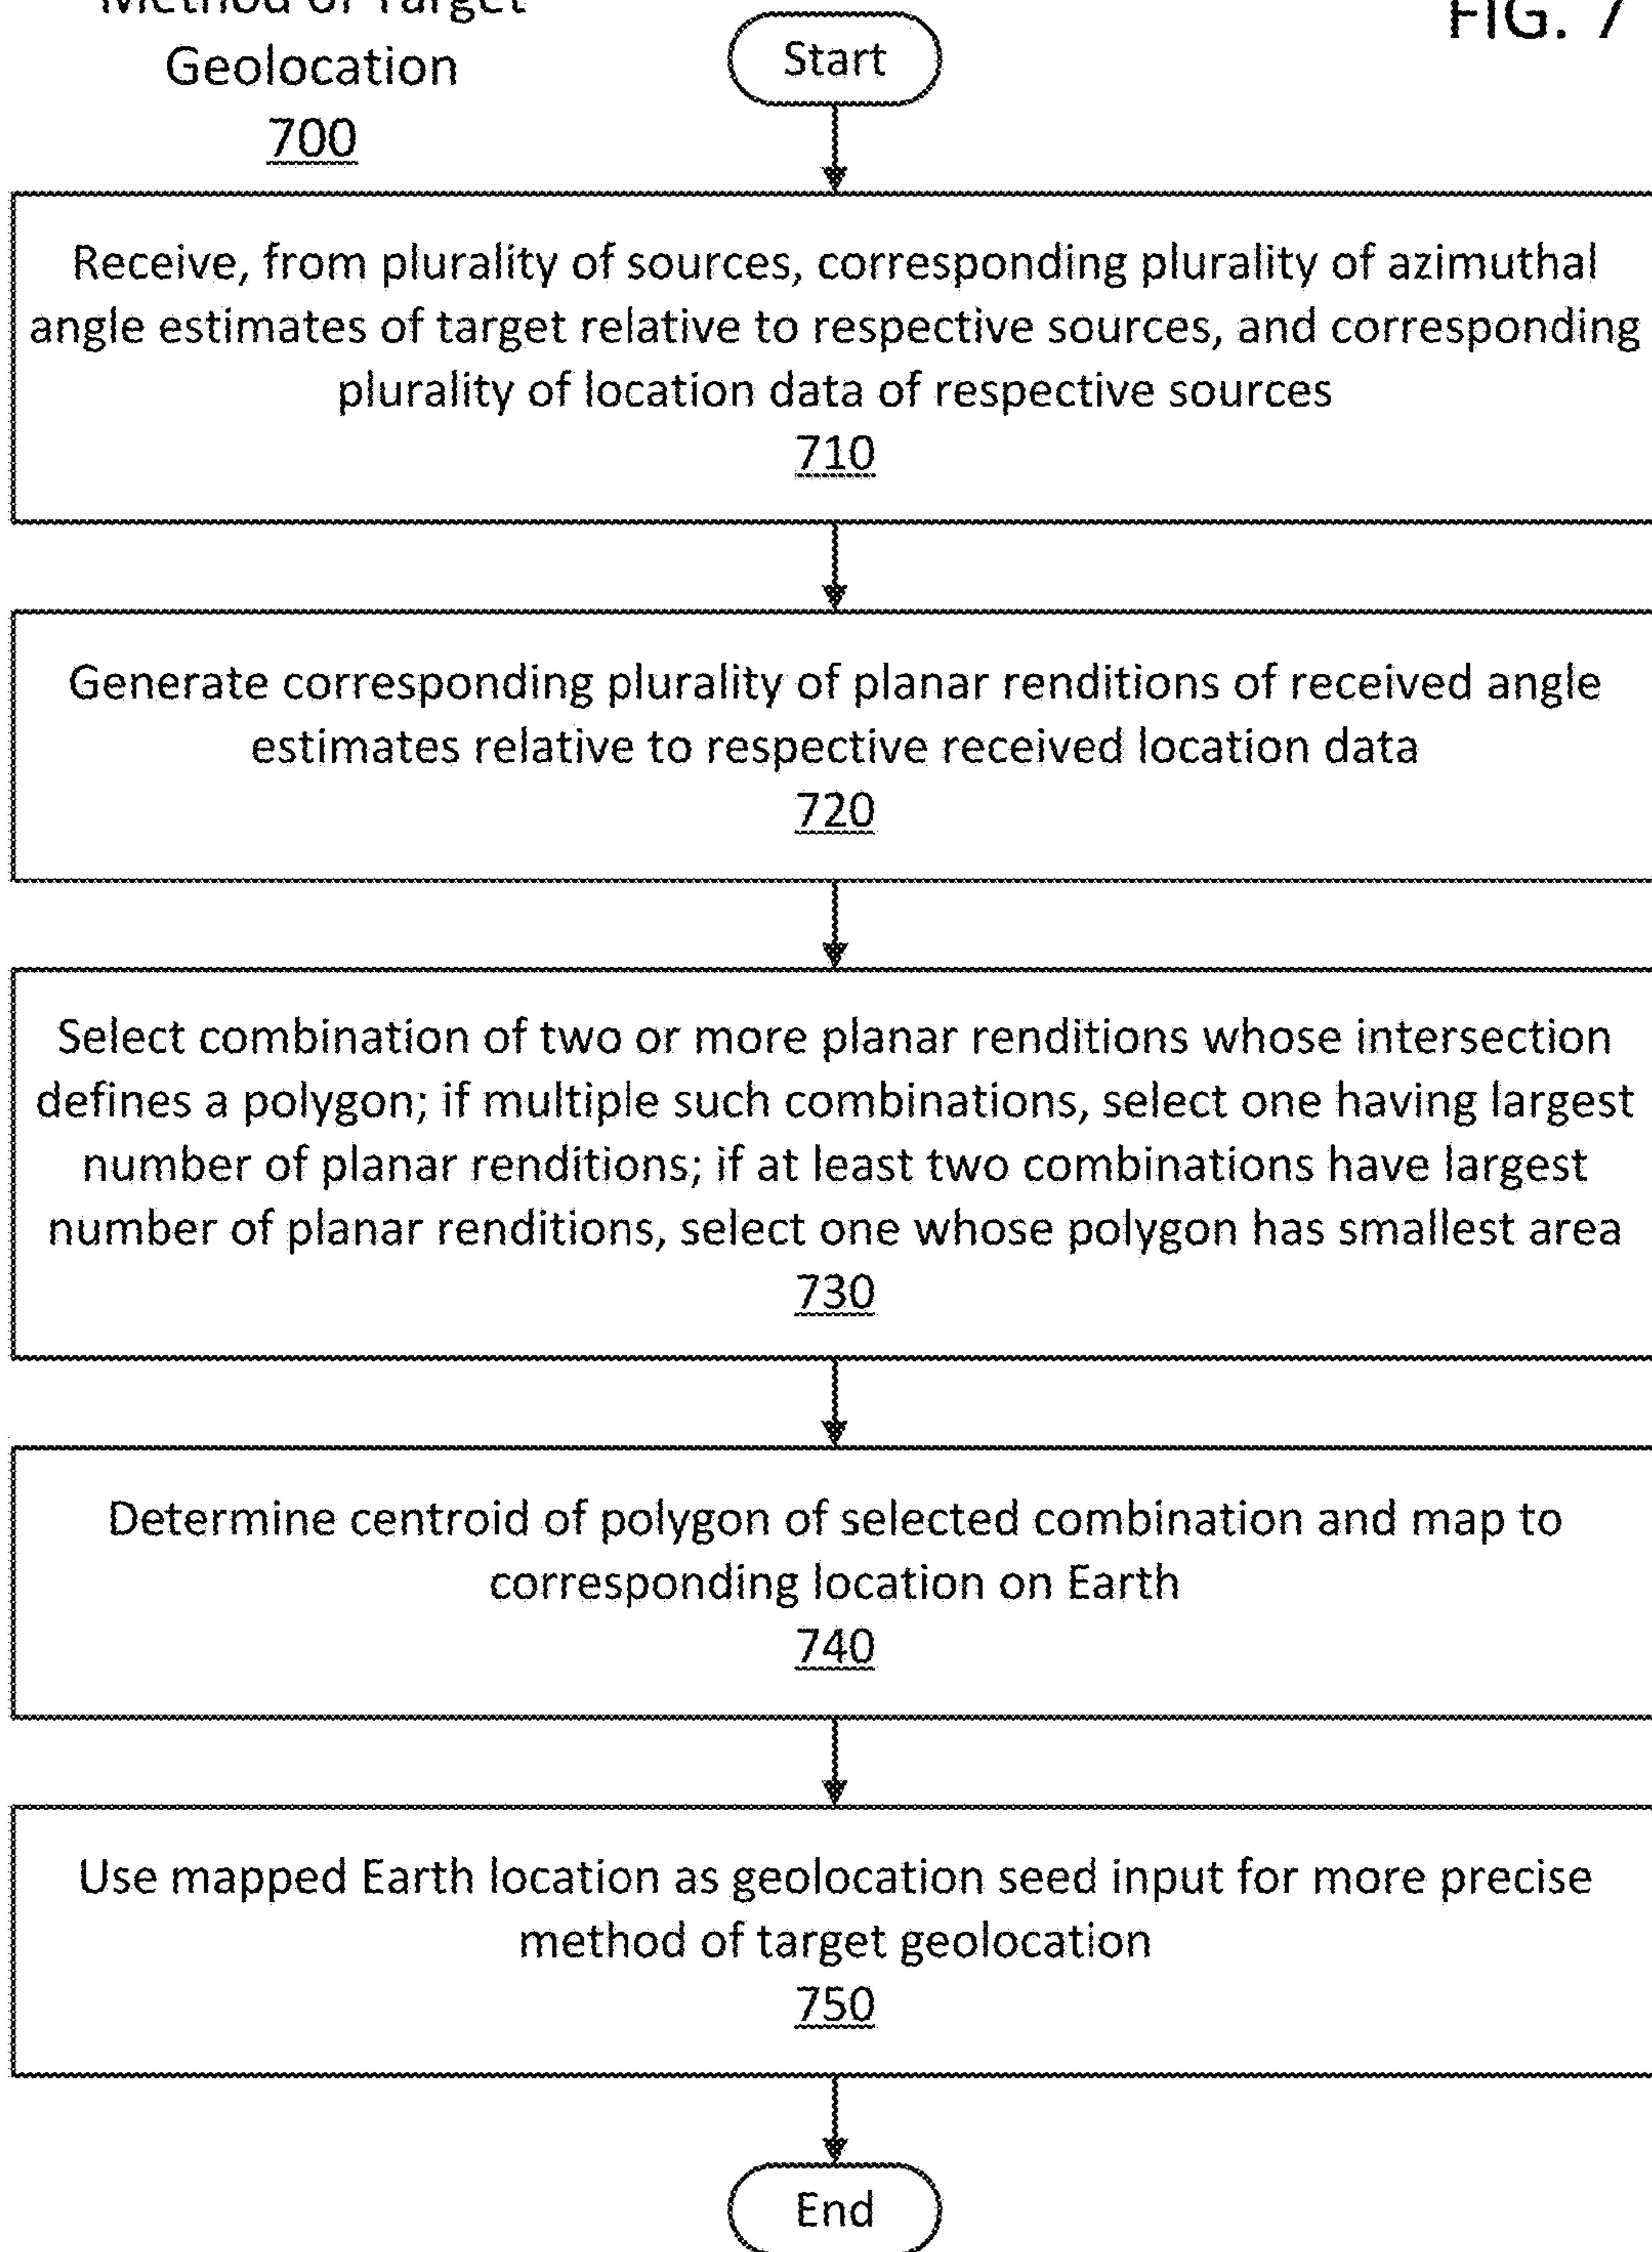 Method of Target
Geolocation
700
FIG. 7
Start
Receive, from plurality of sources, corresponding plurality of azimuthal
angle estimates of target relative to respective sources, and corresponding
plurality of location data of respective sources
710
Generate corresponding plurality of planar renditions of received angle
estimates relative to respective received location data
720
Select combination of two or more planar renditions whose intersection
defines a polygon; if multiple such combinations, select one having largest
number of planar renditions; if at least two combinations have largest
number of planar renditions, select one whose polygon has smallest area
730
Determine centroid of polygon of selected combination and map to
corresponding location on Earth
740
Use mapped Earth location as geolocation seed input for more precise
method of target geolocation
750
End